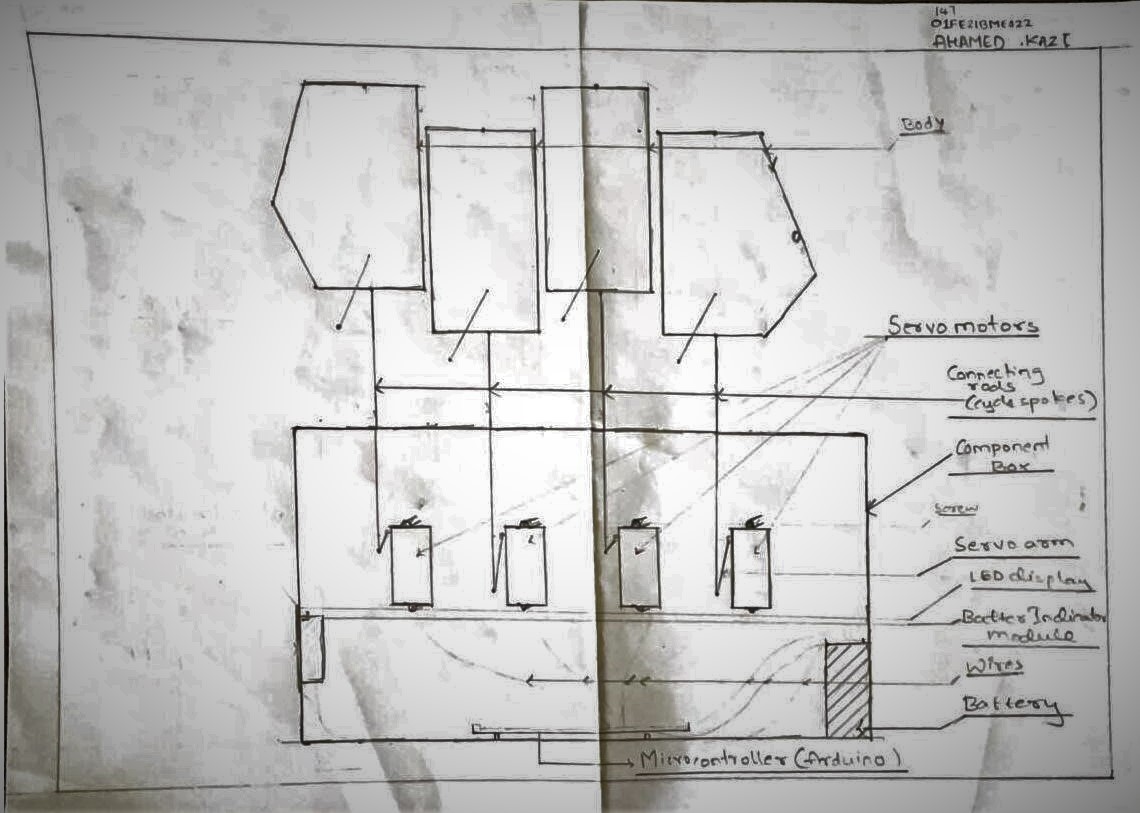 147
01FE21BME022
AHAMED .KAZI
Body
Servo motors
Connecting
rods
(cycle spokes)
Component
Box
Screw
Servo arm
LED display
Batter Indinator
module
Wires
Battery
Microcontroller (Arduino)